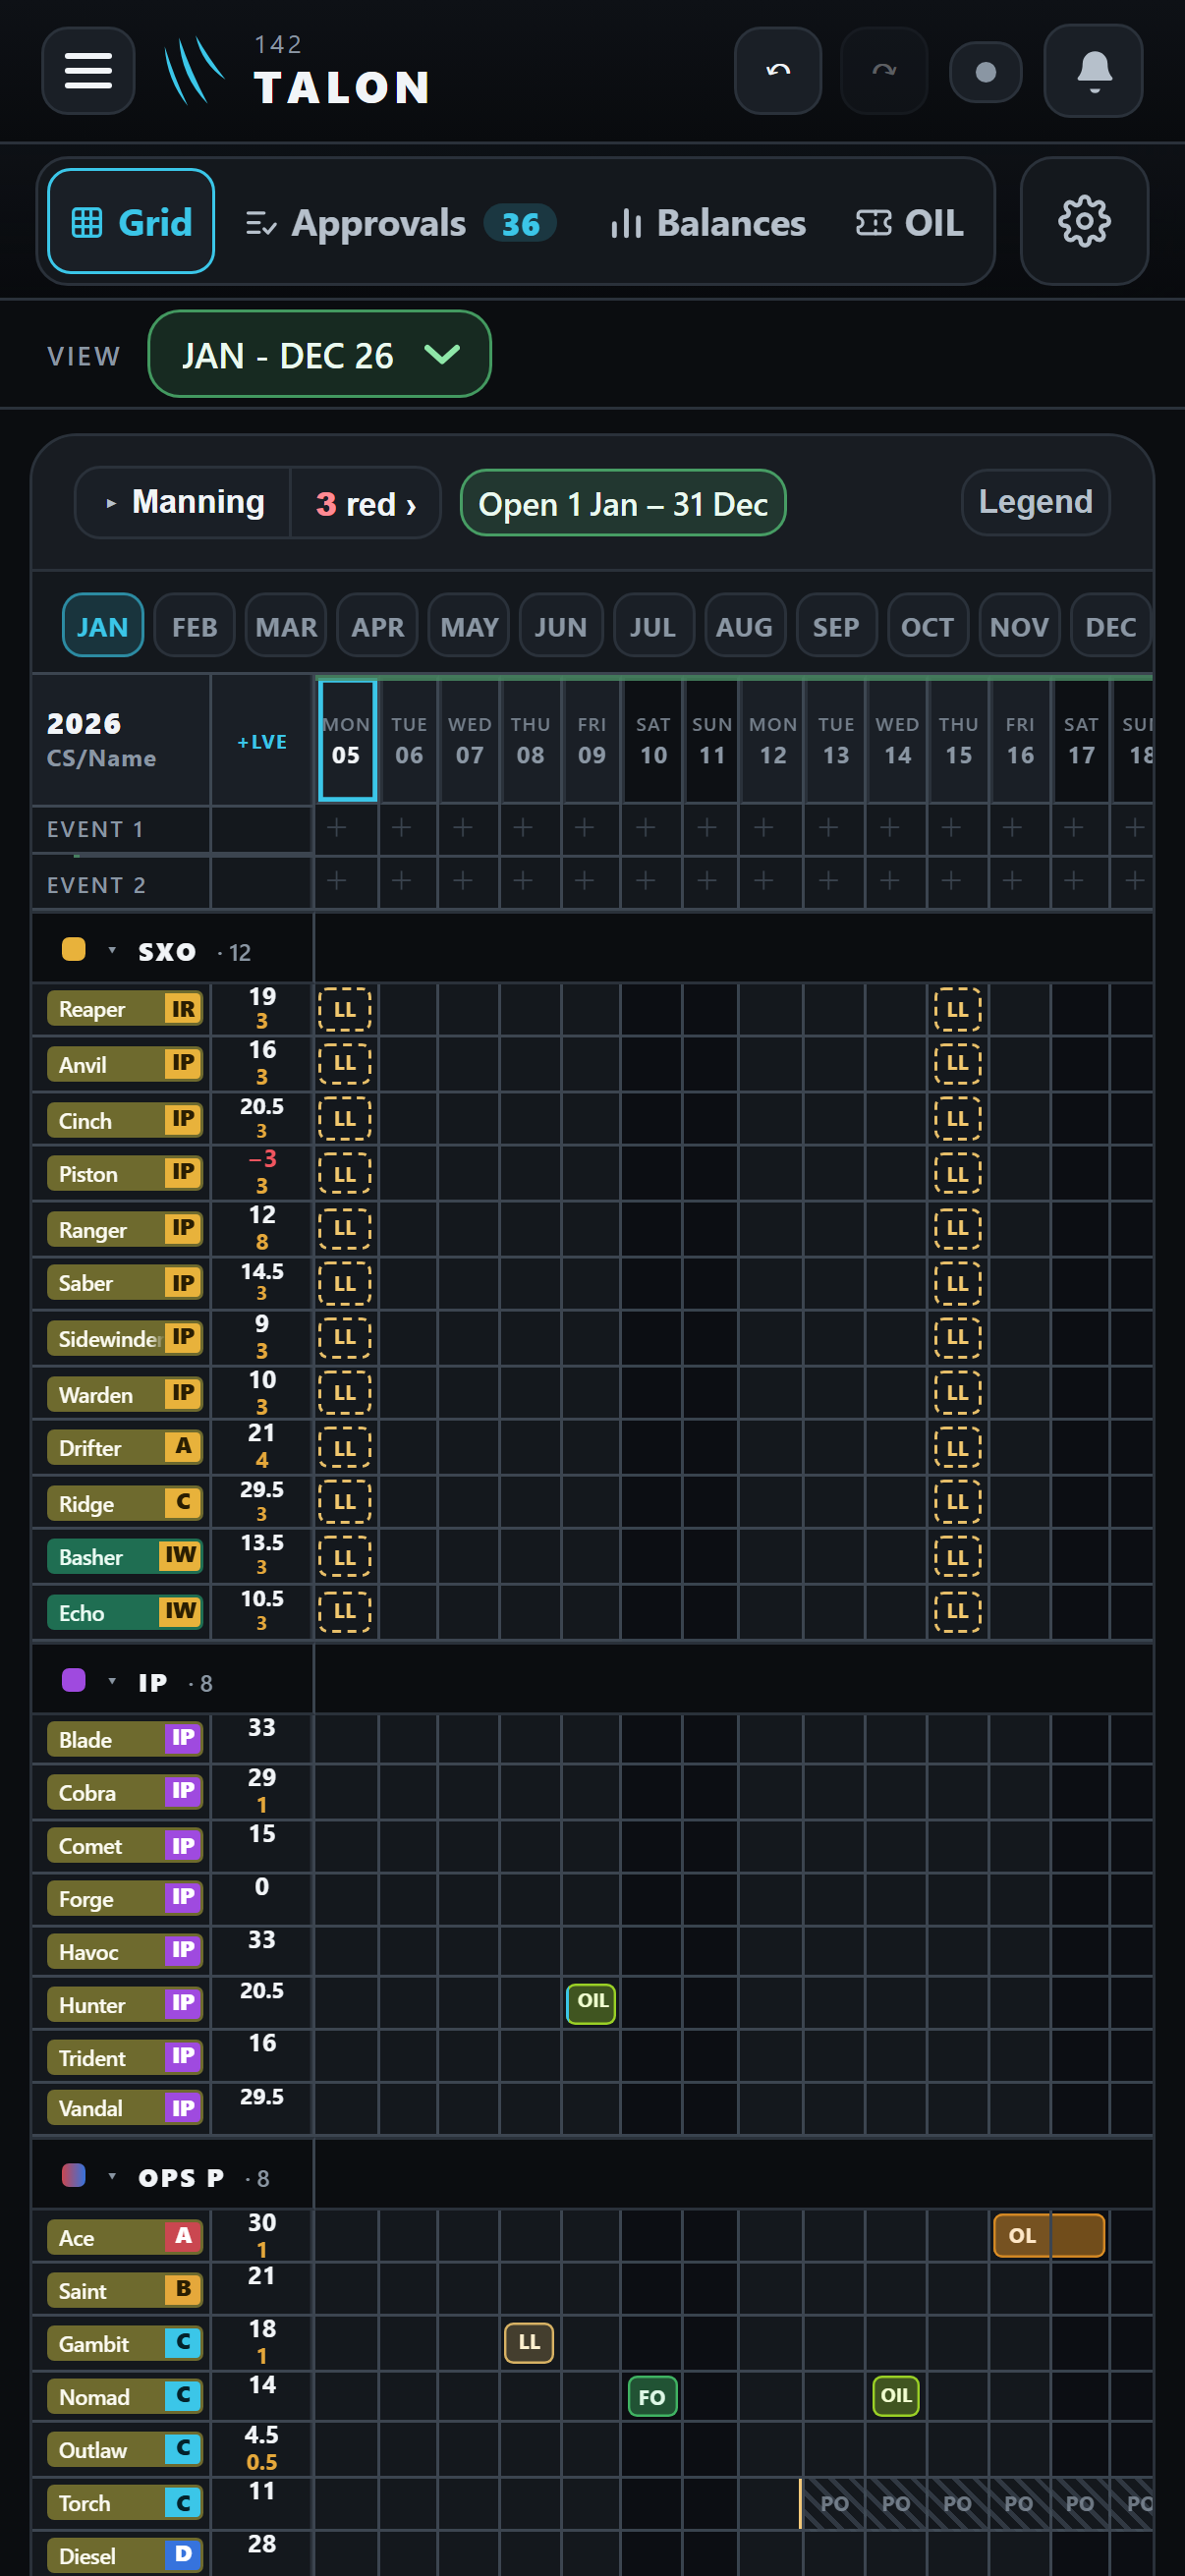 142
TALON
Grid Approvals 36 Balances OIL
VIEW JAN - DEC 26
Manning 3 red › Open 1 Jan – 31 Dec Legend
JAN FEB MAR APR MAY JUN JUL AUG SEP OCT NOV DEC
2026
CS/Name
+LVE
MON TUE WED THU FRI SAT SUN MON TUE WED THU FRI SAT
05 06 07 08 09 10 11 12 13 14 15 16 17 18
EVENT 1 + + + + + + + + + + + + + +
EVENT 2 + + + + + + + + + + + + + +
SXO · 12
Reaper IR 19 3 LL LL
Anvil IP 16 3 LL LL
Cinch IP 20.5 3 LL LL
Piston IP −3 3 LL LL
Ranger IP 12 8 LL LL
Saber IP 14.5 3 LL LL
Sidewinder IP 9 3 LL LL
Warden IP 10 3 LL LL
Drifter A 21 4 LL LL
Ridge C 29.5 3 LL LL
Basher IW 13.5 3 LL LL
Echo IW 10.5 3 LL LL
IP · 8
Blade IP 33
Cobra IP 29 1
Comet IP 15
Forge IP 0
Havoc IP 33
Hunter IP 20.5 OIL
Trident IP 16
Vandal IP 29.5
OPS P · 8
Ace A 30 1 OL
Saint B 21
Gambit C 18 1 LL
Nomad C 14 FO OIL
Outlaw C 4.5 0.5
Torch C 11 PO PO PO PO PO PO
Diesel D 28